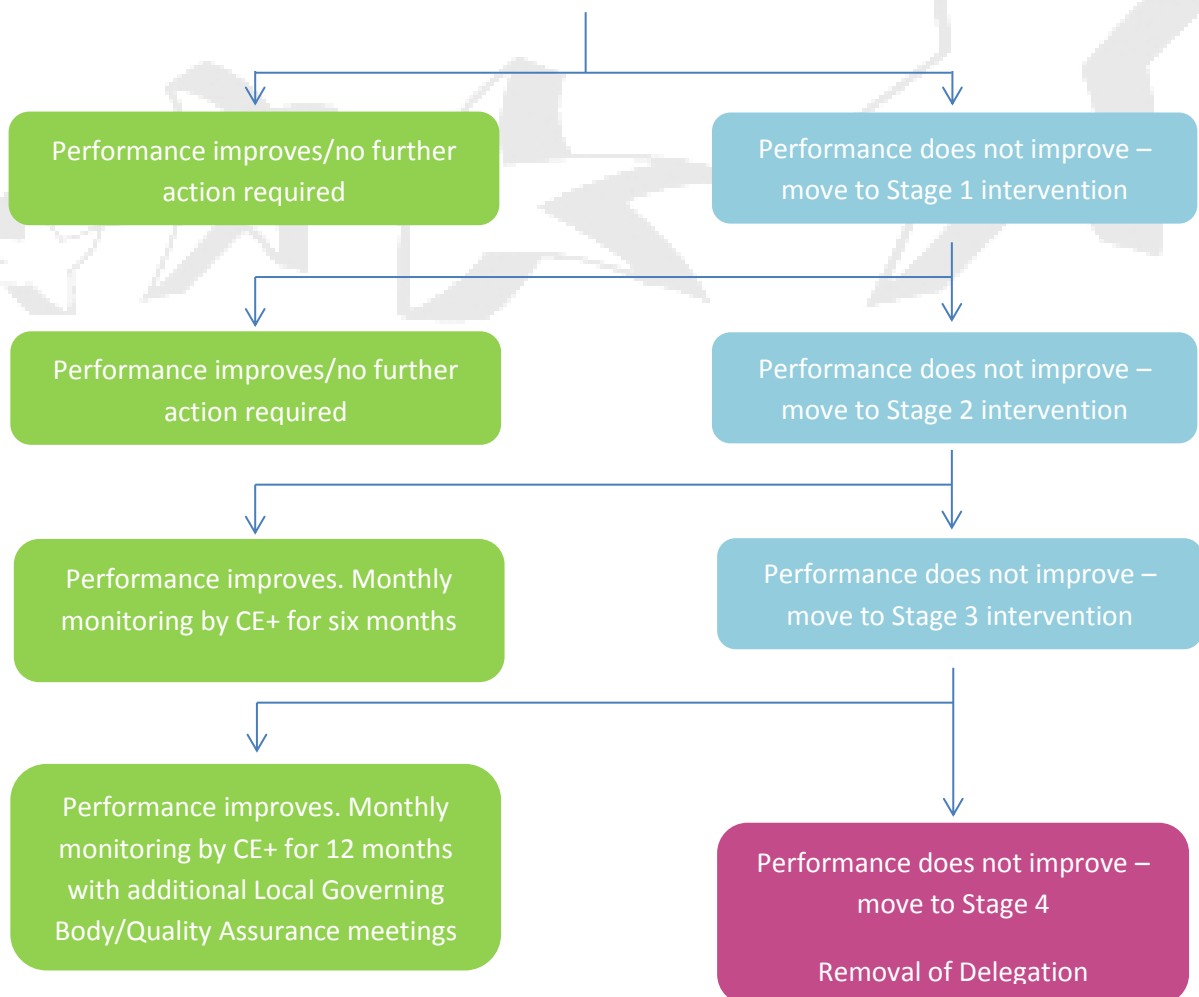 Performance improves/no further
action required
Performance does not improve –
move to Stage 1 intervention
Performance improves/no further
action required
Performance does not improve –
move to Stage 2 intervention
Performance improves. Monthly
monitoring by CE+ for six months
Performance does not improve –
move to Stage 3 intervention
Performance improves. Monthly
monitoring by CE+ for 12 months
with additional Local Governing
Body/Quality Assurance meetings
Performance does not improve –
move to Stage 4
Removal of Delegation